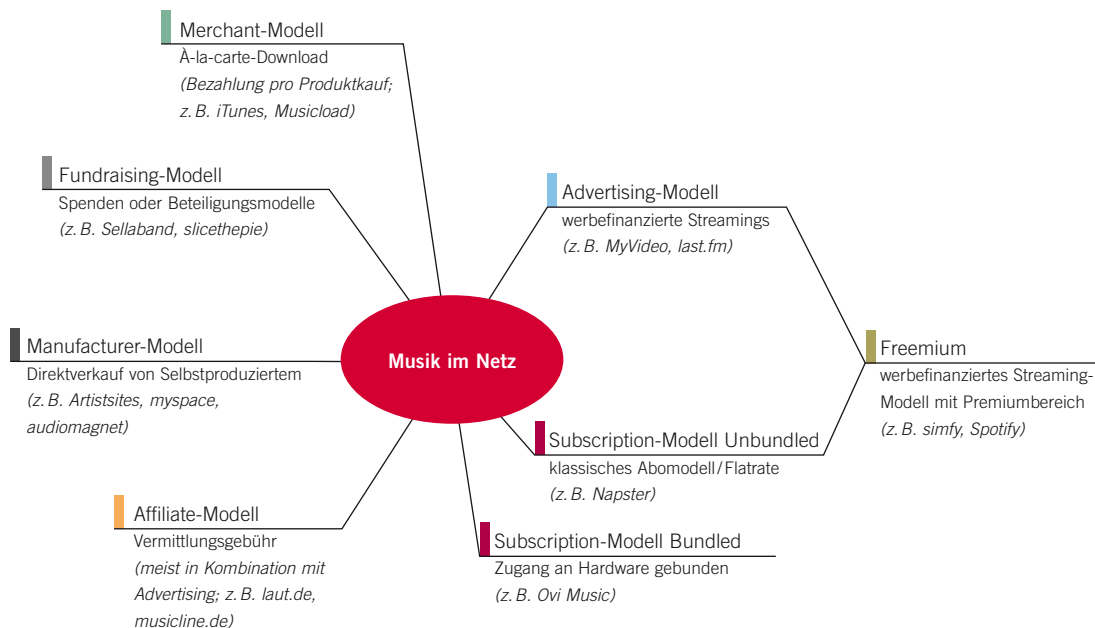 Merchant-Modell
À-la-carte-Download
(Bezahlung pro Produktkauf;
z. B. iTunes, Musicload)
Fundraising-Modell
Spenden oder Beteiligungsmodelle
(z. B. Sellaband, slicethepie)
Advertising-Modell
werbefinanzierte Streamings
(z. B. MyVideo, last.fm)
Manufacturer-Modell
Direktverkauf von Selbstproduziertem
(z. B. Artistsites, myspace,
audiomagnet)
Musik im Netz
Freemium
werbefinanziertes Streaming-
Modell mit Premiumbereich
(z. B. simfy, Spotify)
Subscription-Modell Unbundled
klassisches Abomodell / Flatrate
(z. B. Napster)
Affiliate-Modell
Vermittlungsgebühr
(meist in Kombination mit
Advertising; z. B. laut.de,
musicline.de)
Subscription-Modell Bundled
Zugang an Hardware gebunden
(z. B. Ovi Music)